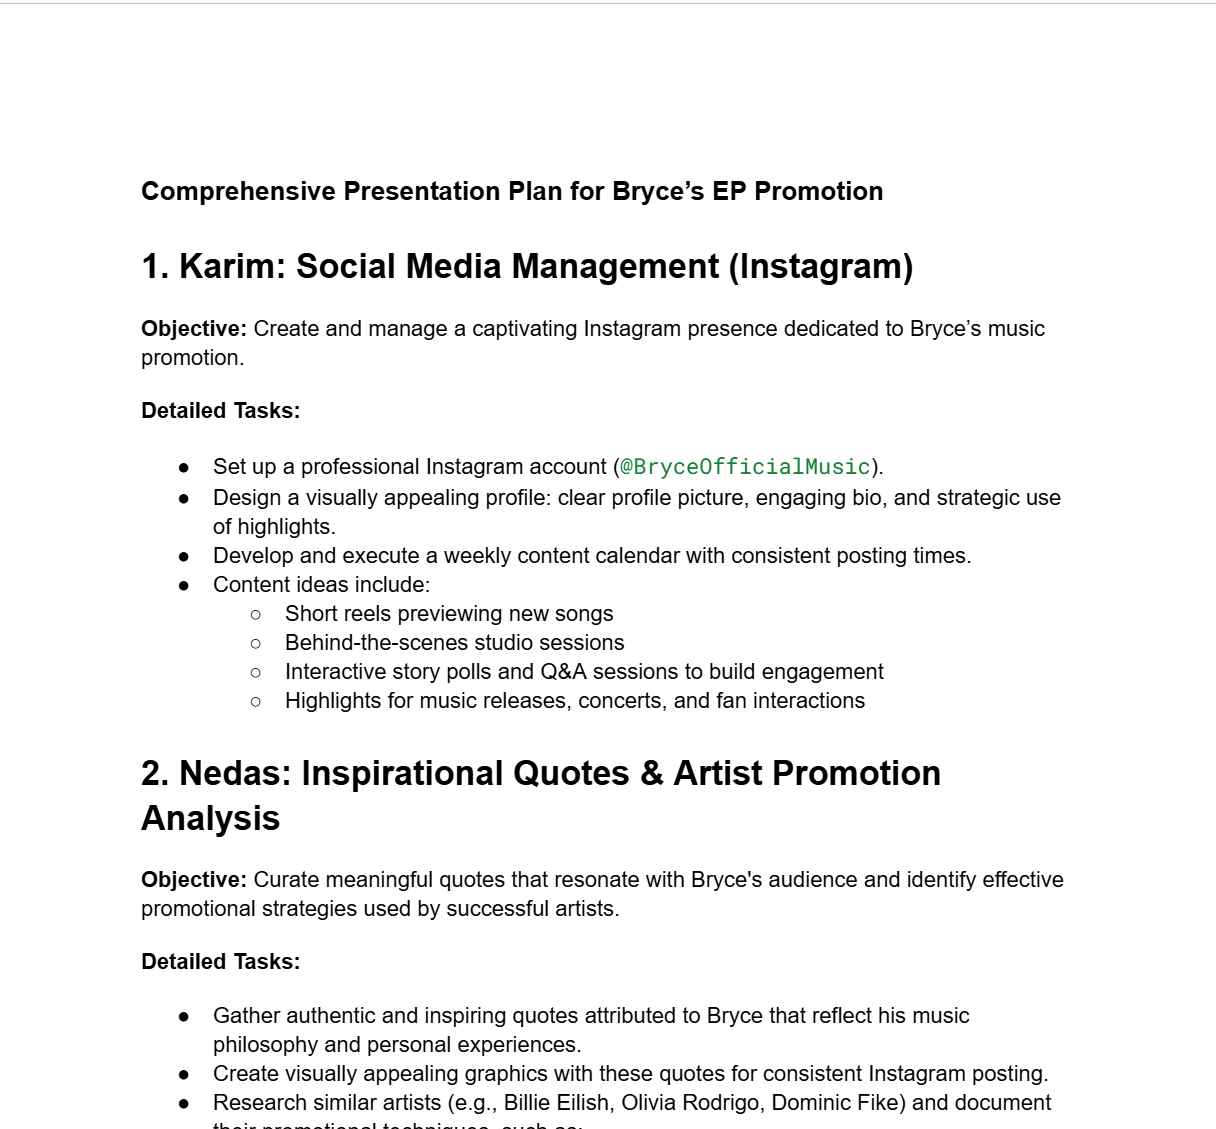 Comprehensive Presentation Plan for Bryce’s EP Promotion
1. Karim: Social Media Management (Instagram)
Objective: Create and manage a captivating Instagram presence dedicated to Bryce’s music
promotion.
Detailed Tasks:
● Set up a professional Instagram account (@BryceOfficialMusic).
● Design a visually appealing profile: clear profile picture, engaging bio, and strategic use
of highlights.
● Develop and execute a weekly content calendar with consistent posting times.
● Content ideas include:
○ Short reels previewing new songs
○ Behind-the-scenes studio sessions
○ Interactive story polls and Q&A sessions to build engagement
○ Highlights for music releases, concerts, and fan interactions
2. Nedas: Inspirational Quotes & Artist Promotion
Analysis
Objective: Curate meaningful quotes that resonate with Bryce's audience and identify effective
promotional strategies used by successful artists.
Detailed Tasks:
● Gather authentic and inspiring quotes attributed to Bryce that reflect his music
philosophy and personal experiences.
● Create visually appealing graphics with these quotes for consistent Instagram posting.
● Research similar artists (e.g., Billie Eilish, Olivia Rodrigo, Dominic Fike) and document
their promotional techniques, such as: